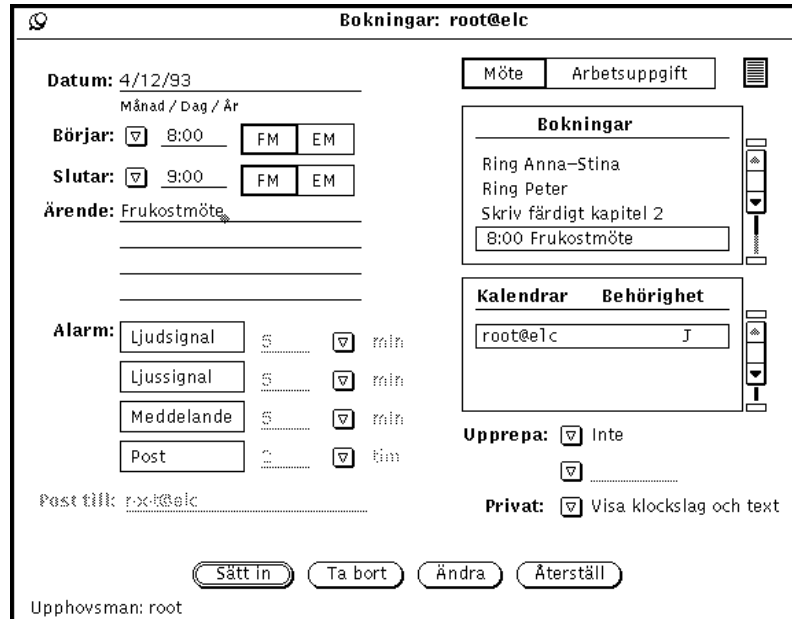 Bokningar: root@elc
Datum: 4/12/93
Månad / Dag / År
Börjar: 8:00 FM EM
Slutar: 9:00 FM EM
Ärende: Frukostmöte
Alarm: Ljudsignal 5 min
Ljussignal 5 min
Meddelande 5 min
Post 2 tim
Post till:
Möte Arbetsuppgift
Bokningar
Ring Anna–Stina
Ring Peter
Skriv färdigt kapitel 2
8:00 Frukostmöte
Kalendrar Behörighet
root@elc J
Upprepa: Inte
Privat: Visa klockslag och text
Sätt in Ta bort Ändra Återställ
Upphovsman: root